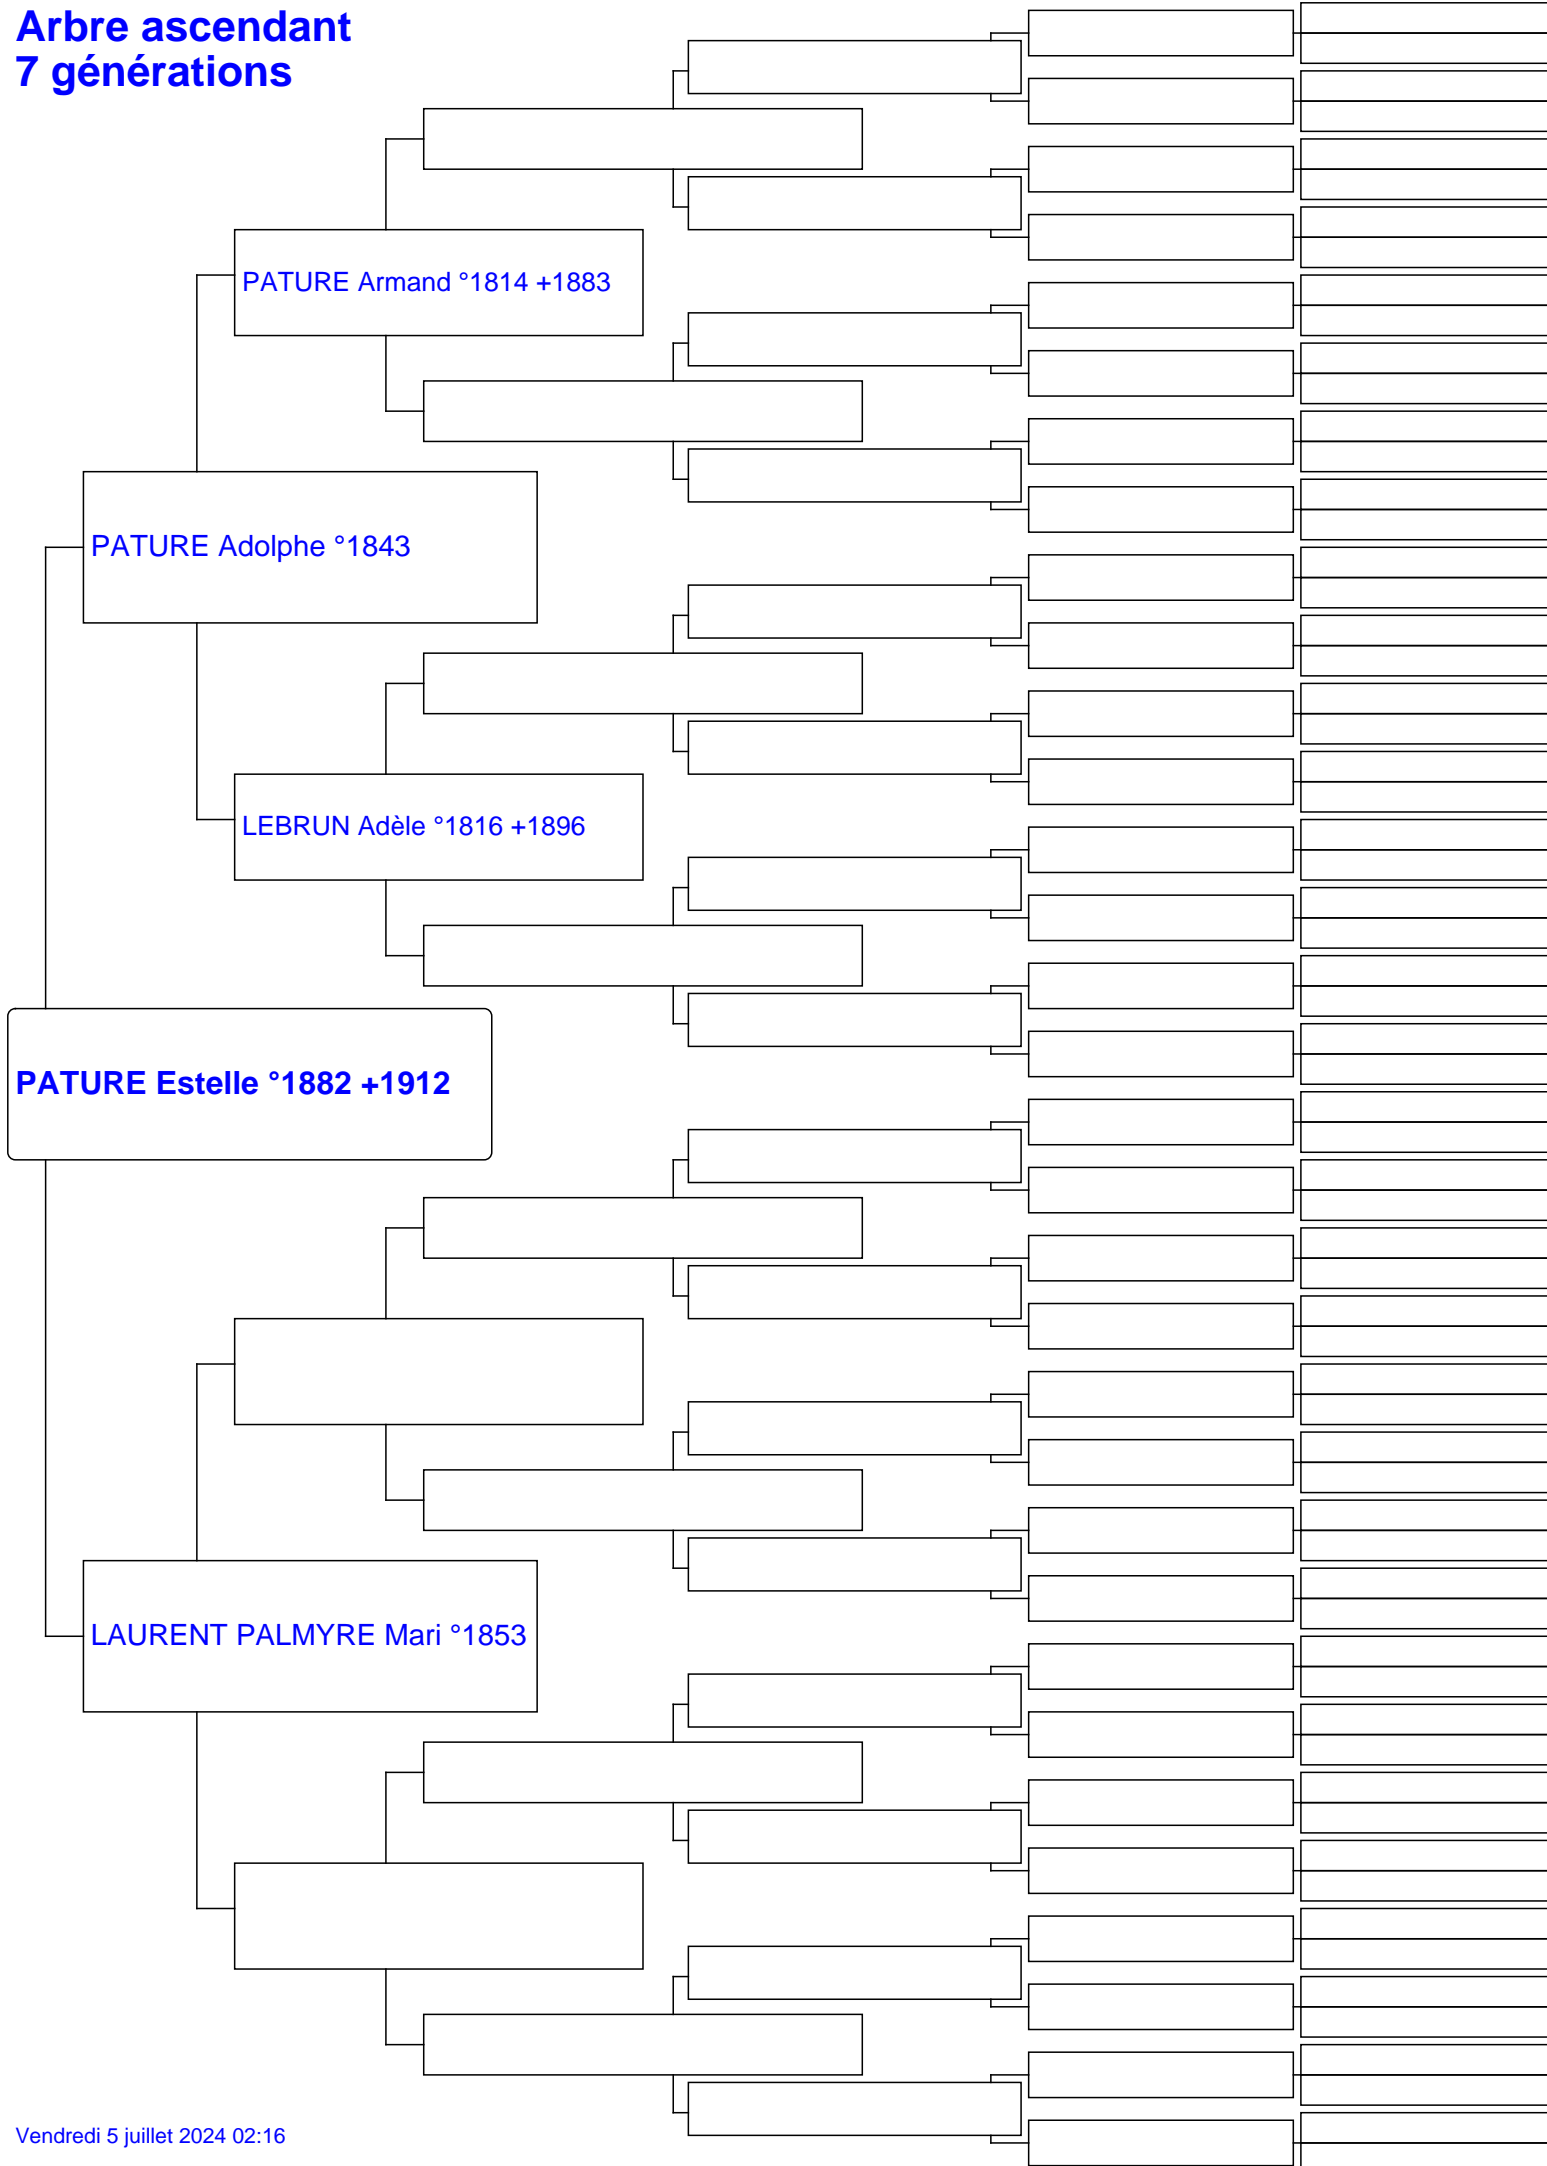 Arbre ascendant
7 générations
PATURE Armand °1814 +1883
PATURE Adolphe °1843
LEBRUN Adèle °1816 +1896
PATURE Estelle °1882 +1912
LAURENT PALMYRE Mari °1853
Vendredi 5 juillet 2024 02:16